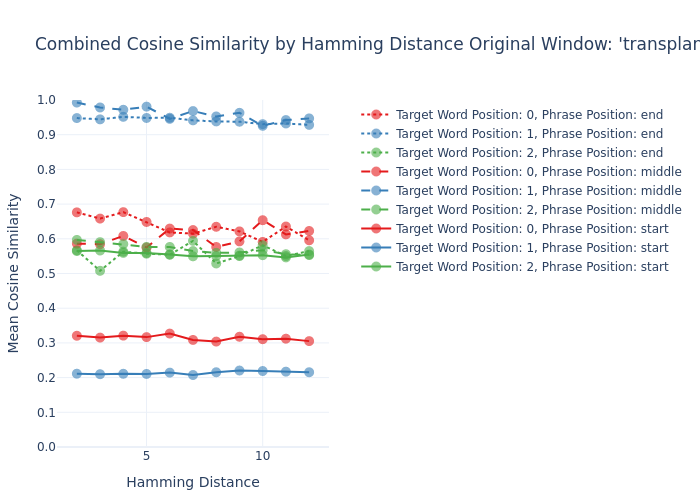 Combined Cosine Similarity by Hamming Distance Original Window: 'transplan
1.0
0.9
0.8
0.7
0.6
0.5
0.4
0.3
0.2
0.1
0.0
5
10
Mean Cosine Similarity
Hamming Distance
Target Word Position: 0, Phrase Position: end
Target Word Position: 1, Phrase Position: end
Target Word Position: 2, Phrase Position: end
Target Word Position: 0, Phrase Position: middle
Target Word Position: 1, Phrase Position: middle
Target Word Position: 2, Phrase Position: middle
Target Word Position: 0, Phrase Position: start
Target Word Position: 1, Phrase Position: start
Target Word Position: 2, Phrase Position: start